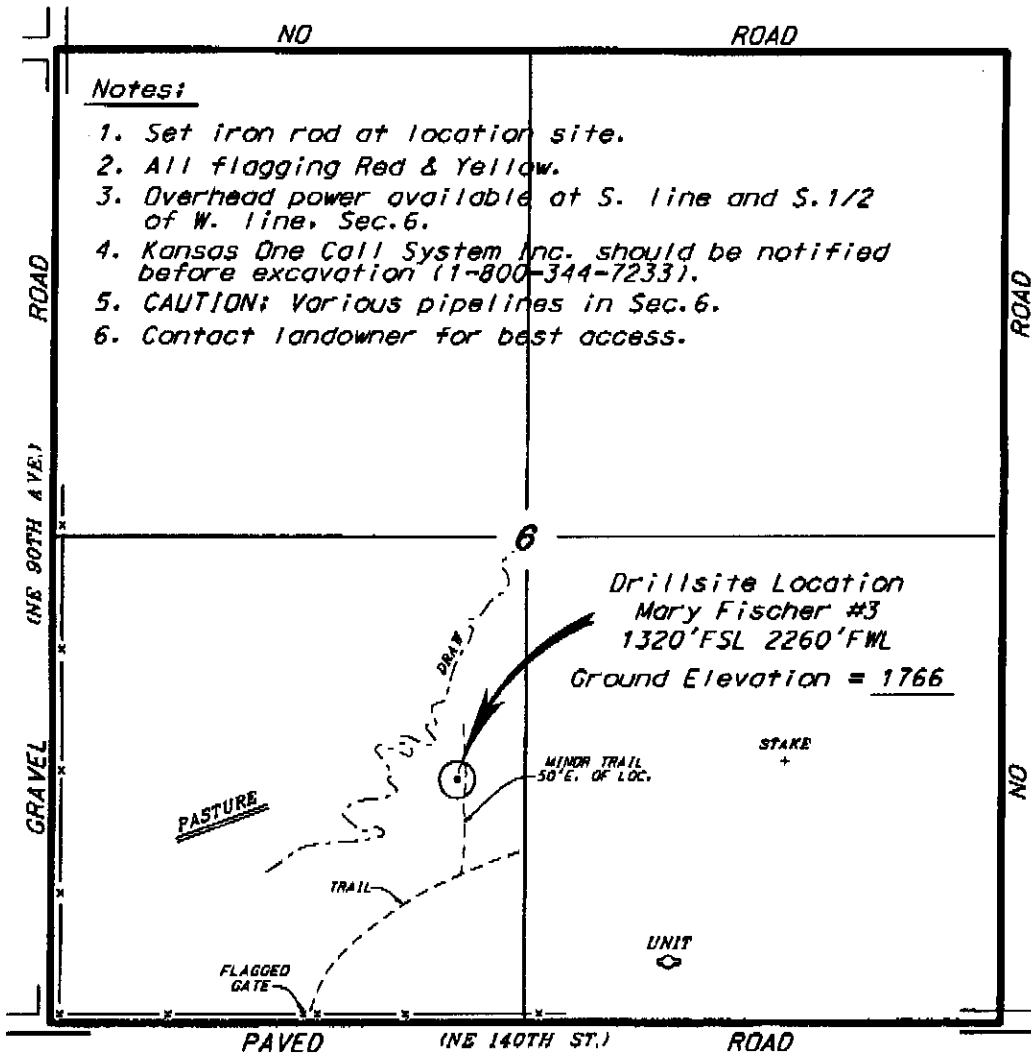 NO ROAD
Notes:
1. Set iron rod at location site.
2. All flagging Red & Yellow.
3. Overhead power available at S. line and S.1/2
of W. line, Sec.6.
4. Kansas One Call System Inc. should be notified
before excavation (1-800-344-7233).
5. CAUTION: Various pipelines in Sec.6.
6. Contact landowner for best access.
ROAD
(NE 90TH AVE.)
GRAVEL
ROAD
NO
6
Drillsite Location
Mary Fischer #3
1320'FSL 2260'FWL
Ground Elevation = 1766
DRAW
STAKE
MINOR TRAIL
50'E. OF LOC.
PASTURE
TRAIL
UNIT
FLAGGED
GATE
PAVED (NE 140TH ST.) ROAD